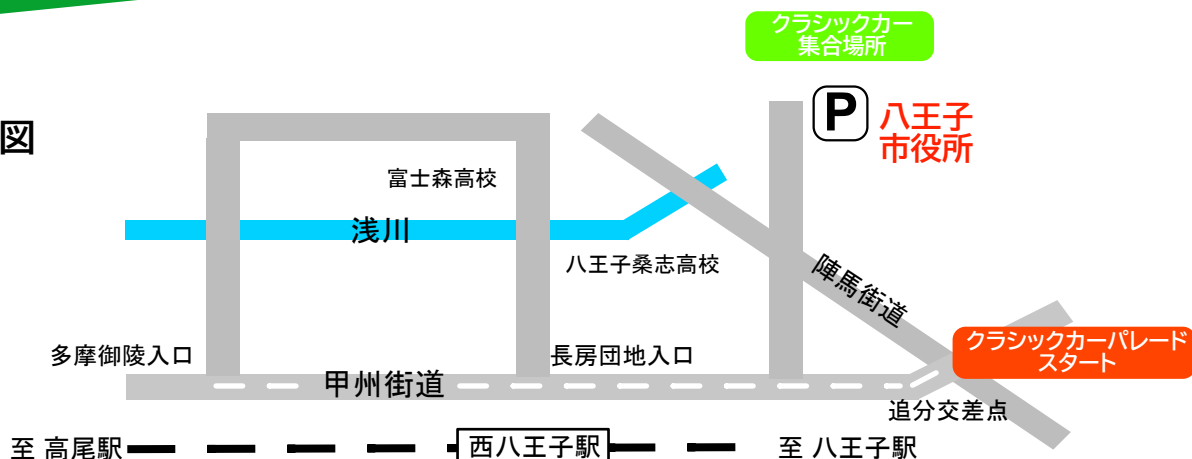 クラシックカー
集合場所
図
P
八王子
市役所
富士森高校
浅川
八王子桑志高校
陣馬街道
多摩御陵入口
長房団地入口
クラシックカーパレード
スタート
甲州街道
追分交差点
至 高尾駅
西八王子駅
至 八王子駅